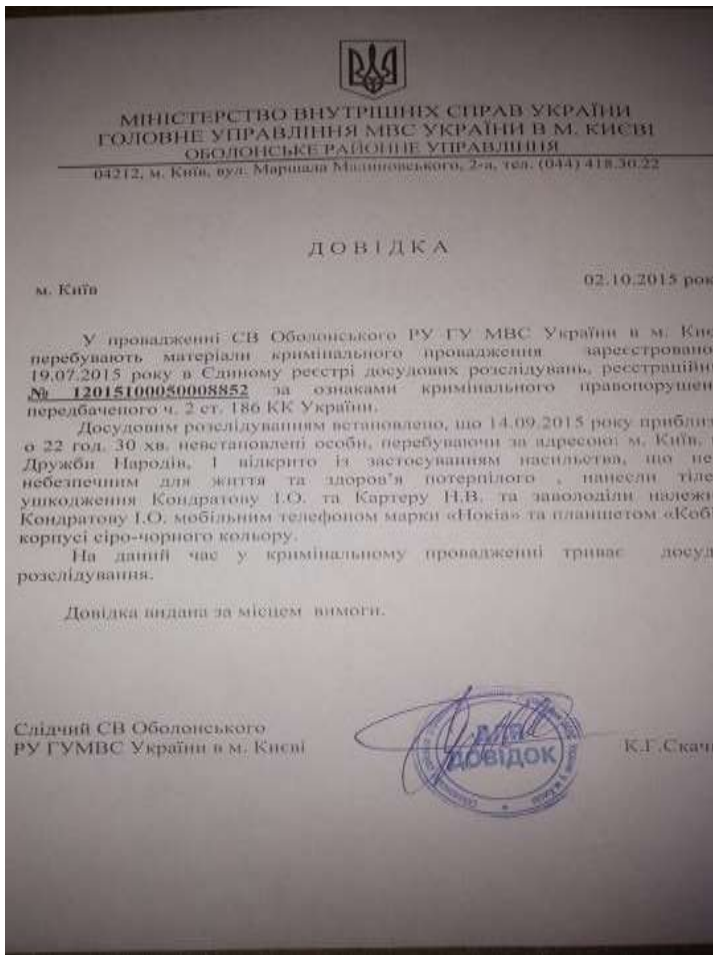 МІНІСТЕРСТВО ВНУТРІШНІХ СПРАВ УКРАЇНИ
ГОЛОВНЕ УПРАВЛІННЯ МВС УКРАЇНИ В М. КИЄВІ
ОБОЛОНСЬКЕ РАЙОННЕ УПРАВЛІННЯ
04212, м. Київ, вул. Маршала Малиновського, 2-а, тел. (044) 418.30.22
ДОВІДКА
м. Київ
02.10.2015 рок
У провадженні СВ Оболонського РУ ГУ МВС України в м. Киє
перебувають матеріали кримінального провадження зареєстровано
19.07.2015 року в Єдиному реєстрі досудових розслідувань, реєстраційни
№ 12015100050008852 за ознаками кримінального правопорушен
передбаченого ч. 2 ст. 186 КК України.
Досудовим розслідуванням встановлено, що 14.09.2015 року приблиз
о 22 год. 30 хв. невстановлені особи, перебуваючи за адресою: м. Київ,
Дружби Народів, 1 відкрито із застосуванням насильства, що не
небезпечним для життя та здоров'я потерпілого , нанесли тіле
ушкодження Кондратову І.О. та Картеру Н.В. та заволоділи належн
Кондратову І.О. мобільним телефоном марки «Нокіа» та планшетом «Кобі
корпусі сіро-чорного кольору.
На даний час у кримінальному провадженні триває досуд
розслідування.
Довідка видана за місцем вимоги.
Слідчий СВ Оболонського
РУ ГУМВС України в м. Києві
К.Г.Скачк
ДЛЯ
ДОВІДОК